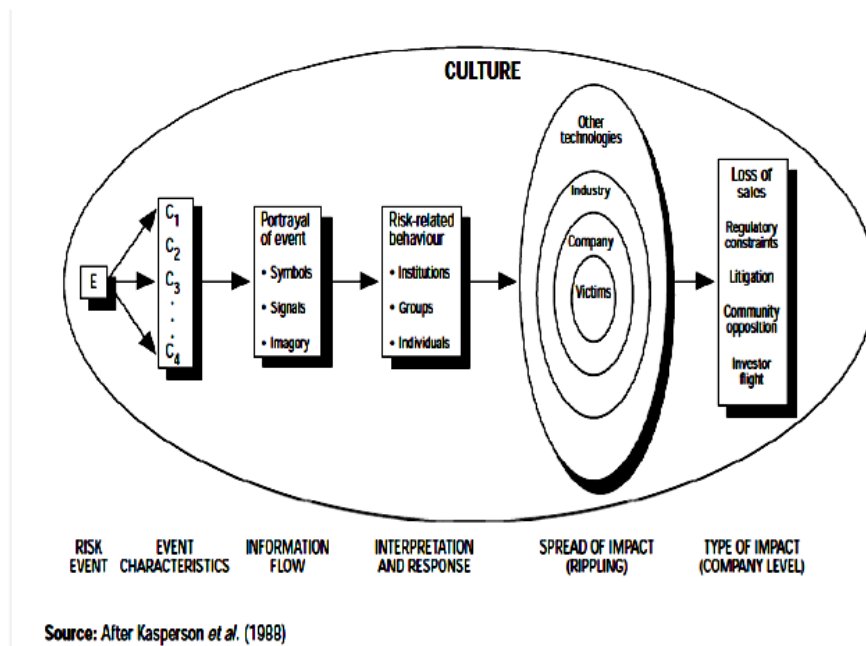 CULTURE
E
C1
C2
C3
.
.
.
C4
Portrayal
of event
• Symbols
• Signals
• Imagory
Risk-related
behaviour
• Institutions
• Groups
• Individuals
Other
technologies
Industry
Company
Victims
Loss of
sales
Regulatory
constraints
Litigation
Community
opposition
Investor
flight
RISK
EVENT
EVENT
CHARACTERISTICS
INFORMATION
FLOW
INTERPRETATION
AND RESPONSE
SPREAD OF IMPACT
(RIPPLING)
TYPE OF IMPACT
(COMPANY LEVEL)
Source: After Kasperson et al. (1988)